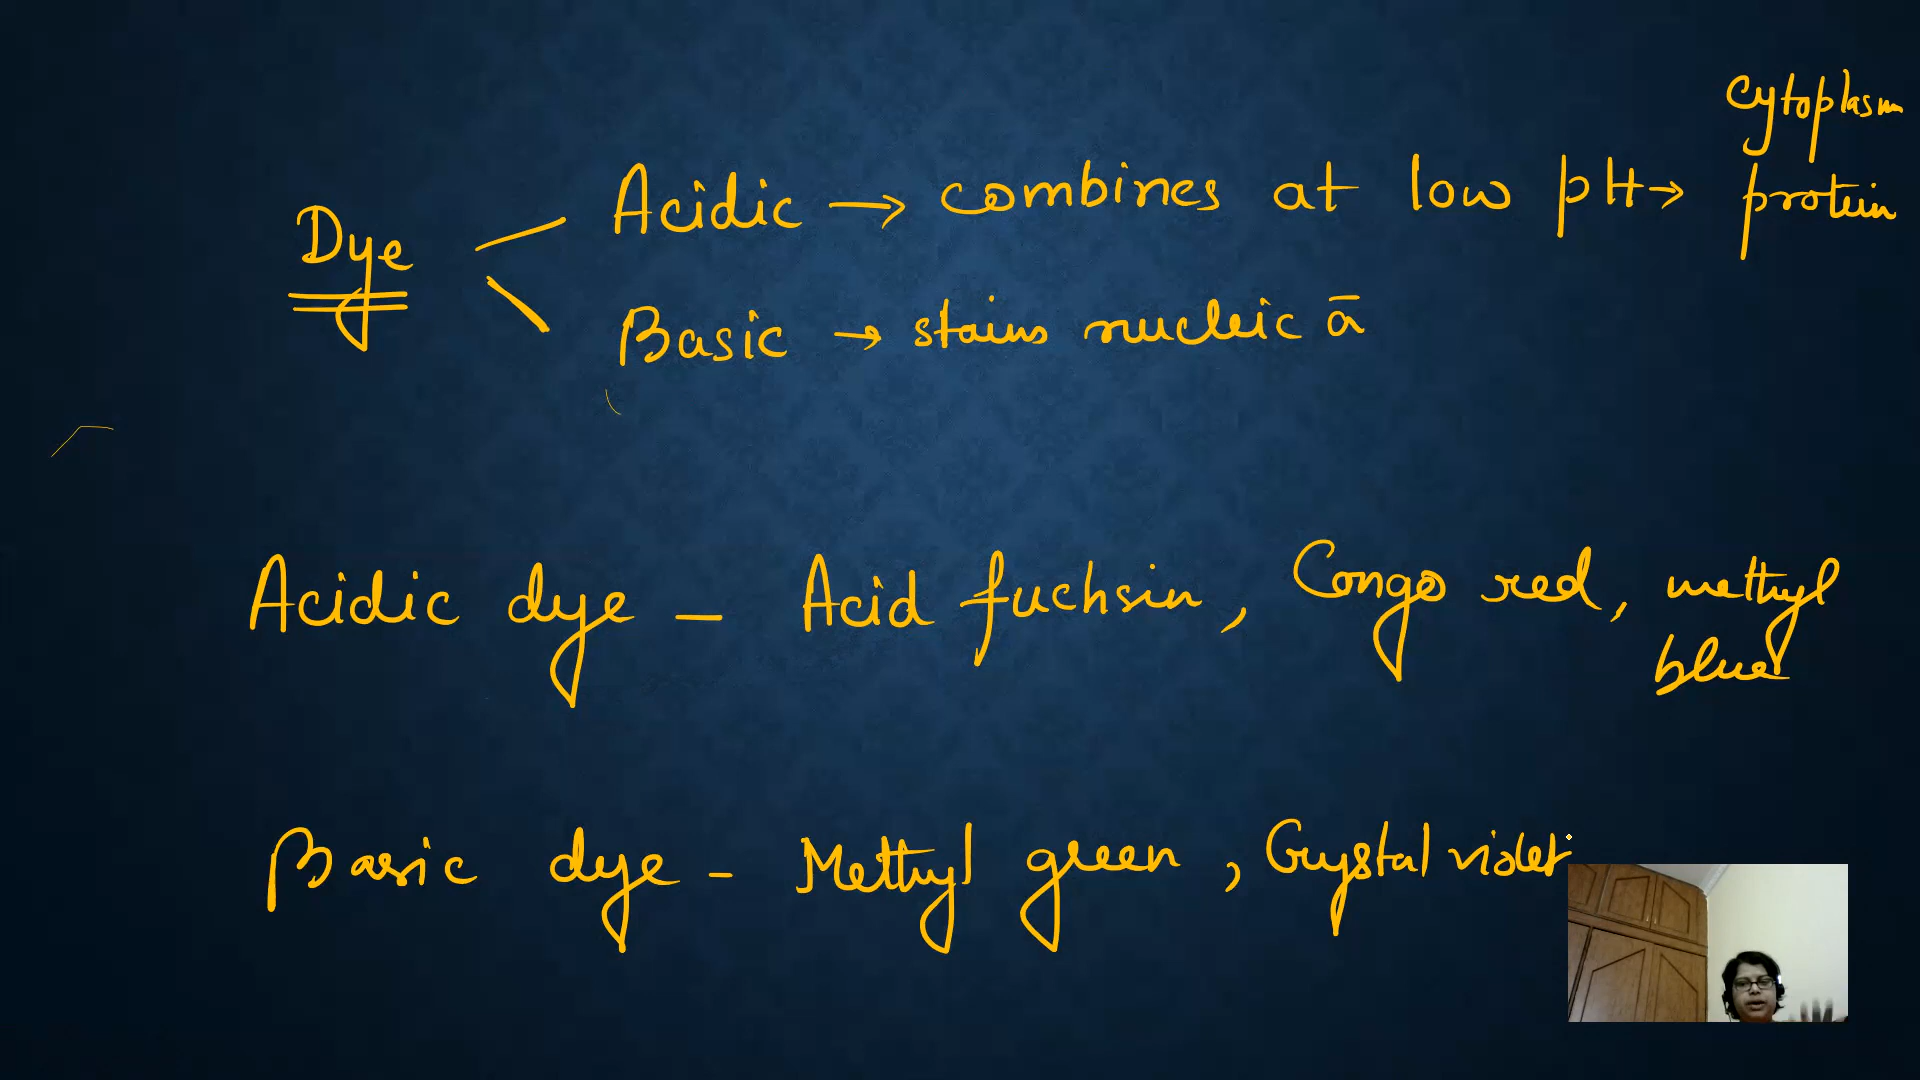 Dye
Acidic → combines at low pH → cytoplasm protein
Basic → stains nucleic ā
Acidic dye - Acid fuchsin, Congo red, methyl blue
Basic dye - Methyl green, Crystal violet